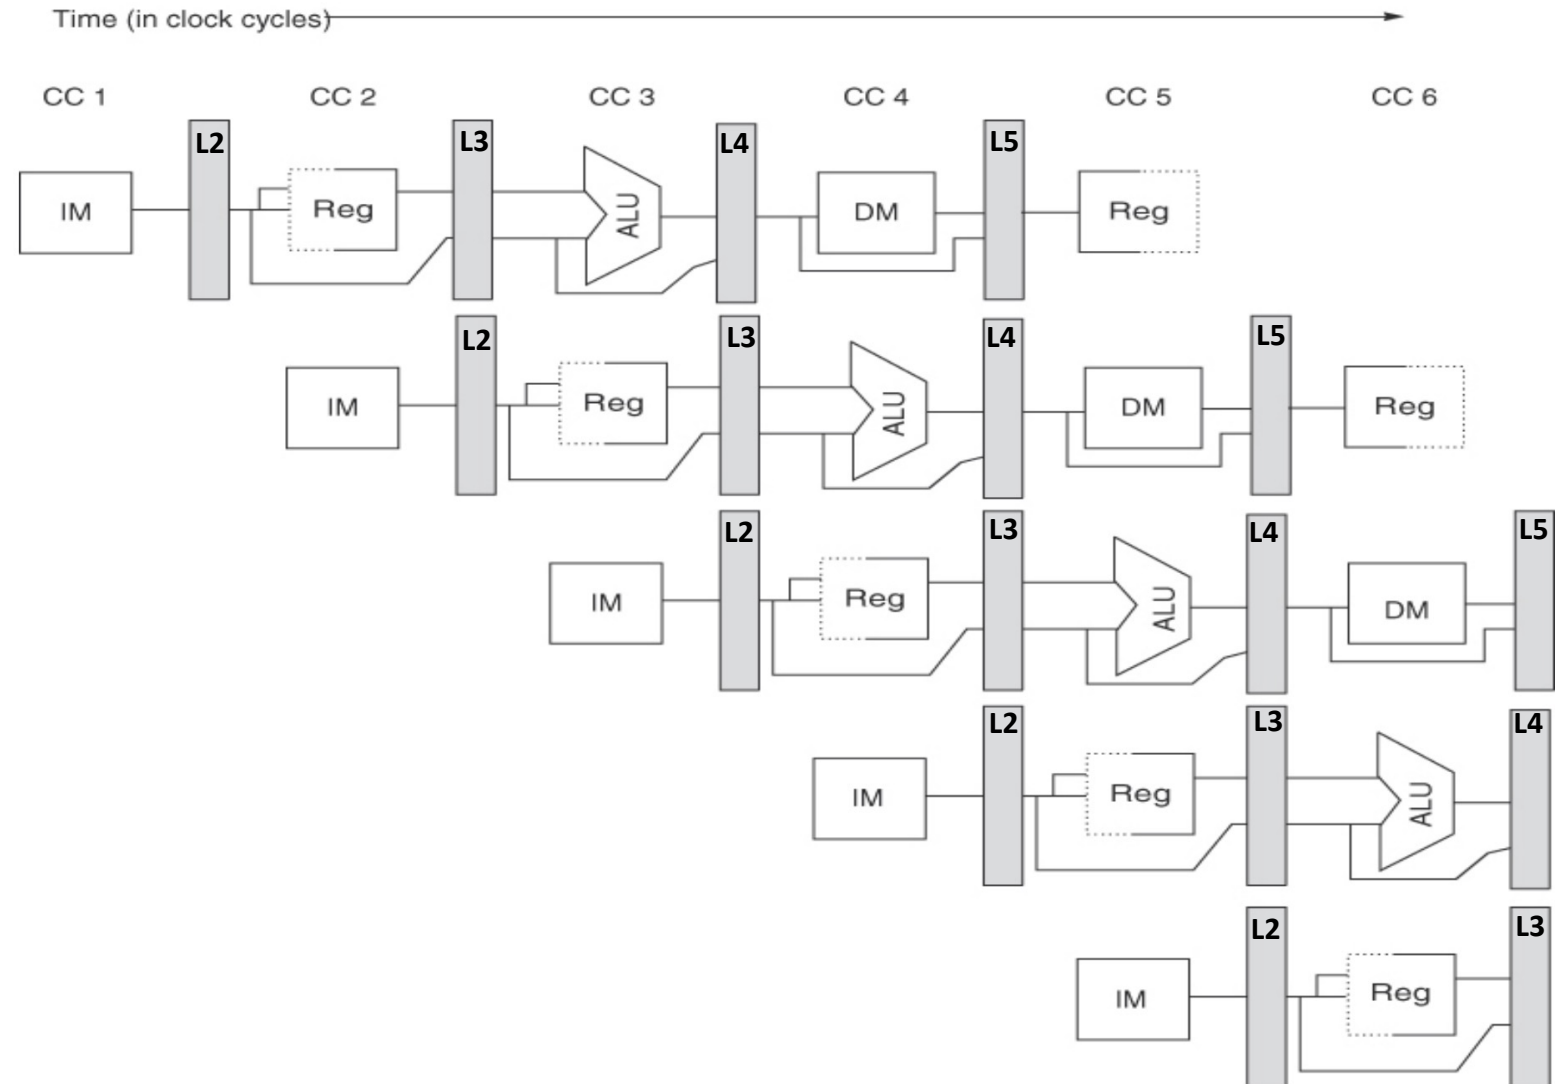 Time (in clock cycles)
CC 1 CC 2 CC 3 CC 4 CC 5 CC 6
IM L2 Reg L3 ALU L4 DM L5 Reg
IM L2 Reg L3 ALU L4 DM L5 Reg
IM L2 Reg L3 ALU L4 DM L5
IM L2 Reg L3 ALU L4
IM L2 Reg L3